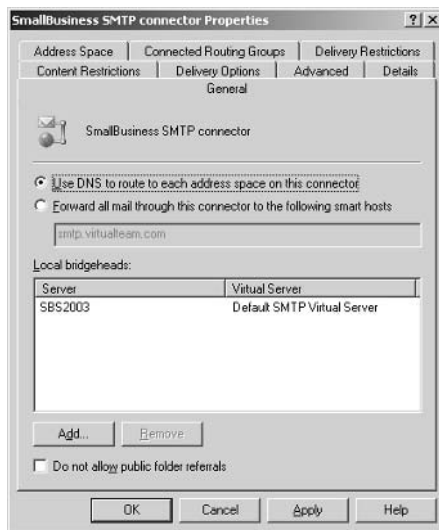 SmallBusiness SMTP connector Properties
Address Space Connected Routing Groups Delivery Restrictions
Content Restrictions Delivery Options Advanced Details
General
SmallBusiness SMTP connector
Use DNS to route to each address space on this connector
Forward all mail through this connector to the following smart hosts
smtp.virtualteam.com
Local bridgeheads:
Server Virtual Server
SBS2003 Default SMTP Virtual Server
Add... Remove
Do not allow public folder referrals
OK Cancel Apply Help